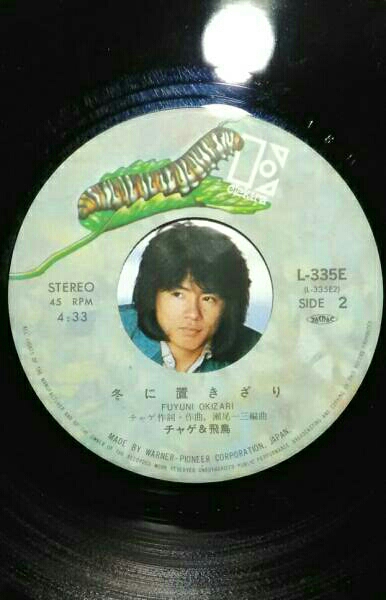 elektra
STEREO
45 RPM
4:33
L-335E
(L-335E2)
SIDE 2
冬に置きざり
FUYUNI OKIZARI
チャゲ作詞・作曲, 瀬尾一三編曲
チャゲ&飛鳥
MADE BY WARNER-PIONEER CORPORATION, JAPAN.